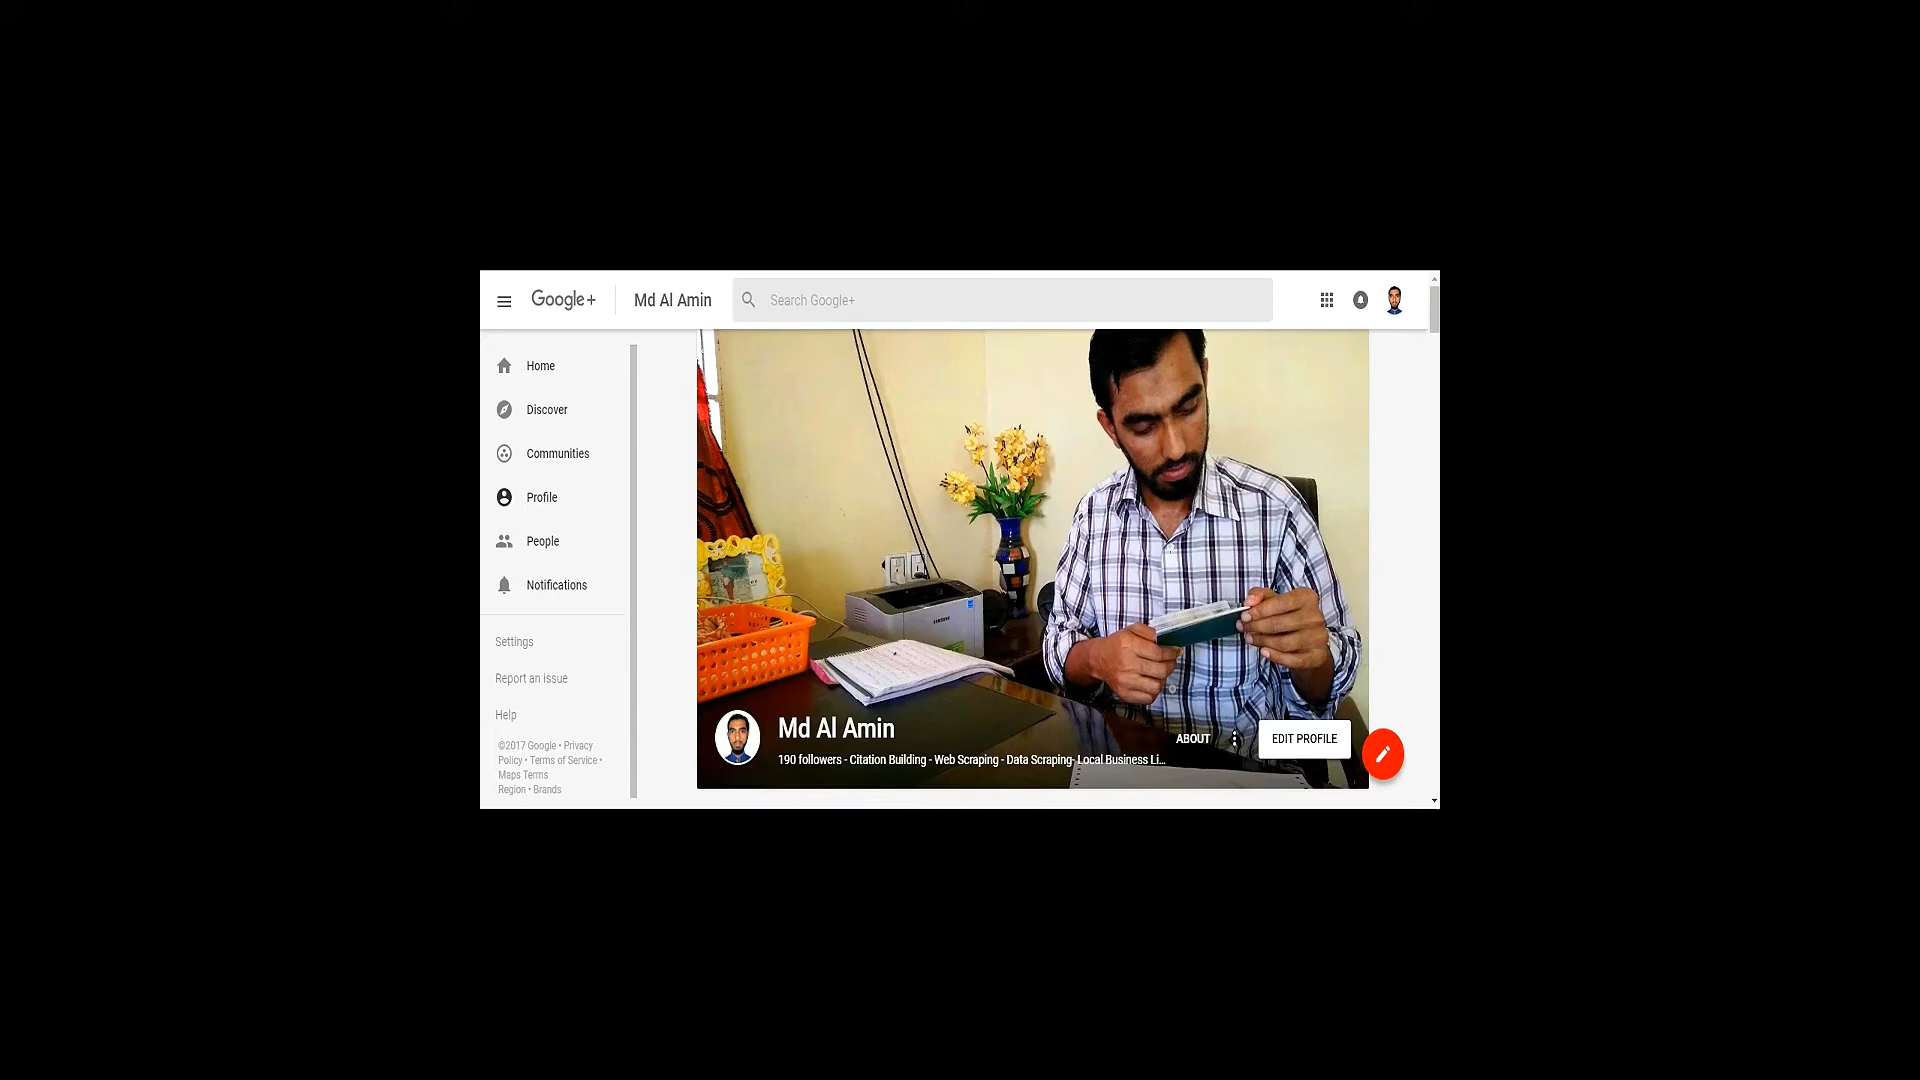 Google+
Md Al Amin
Search Google+
Home
Discover
Communities
Profile
People
Notifications
Settings
Report an issue
Help
©2017 Google • Privacy
Policy • Terms of Service •
Maps Terms
Region • Brands
SAMSUNG
Md Al Amin
190 followers - Citation Building - Web Scraping - Data Scraping- Local Business Li...
ABOUT
EDIT PROFILE